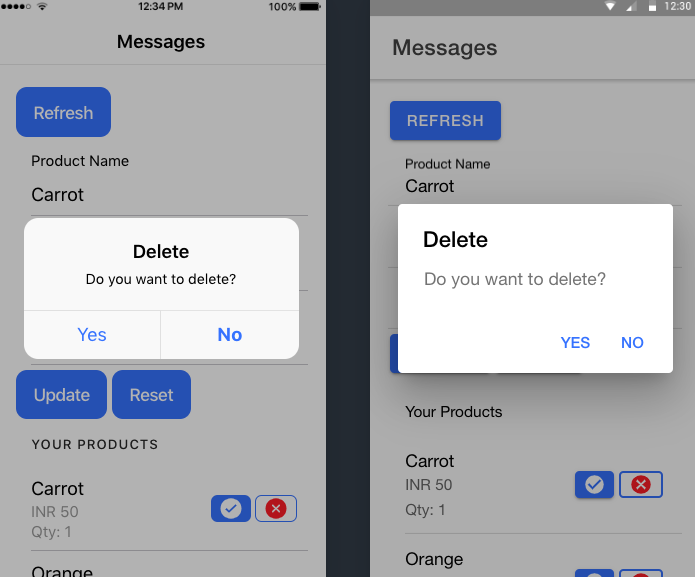 12:34 PM
100%
Messages
Refresh
Product Name
Carrot
Delete
Do you want to delete?
Yes
No
Update
Reset
YOUR PRODUCTS
Carrot
INR 50
Qty: 1
Orange
12:30
Messages
REFRESH
Product Name
Carrot
Delete
Do you want to delete?
YES
NO
Your Products
Carrot
INR 50
Qty: 1
Orange